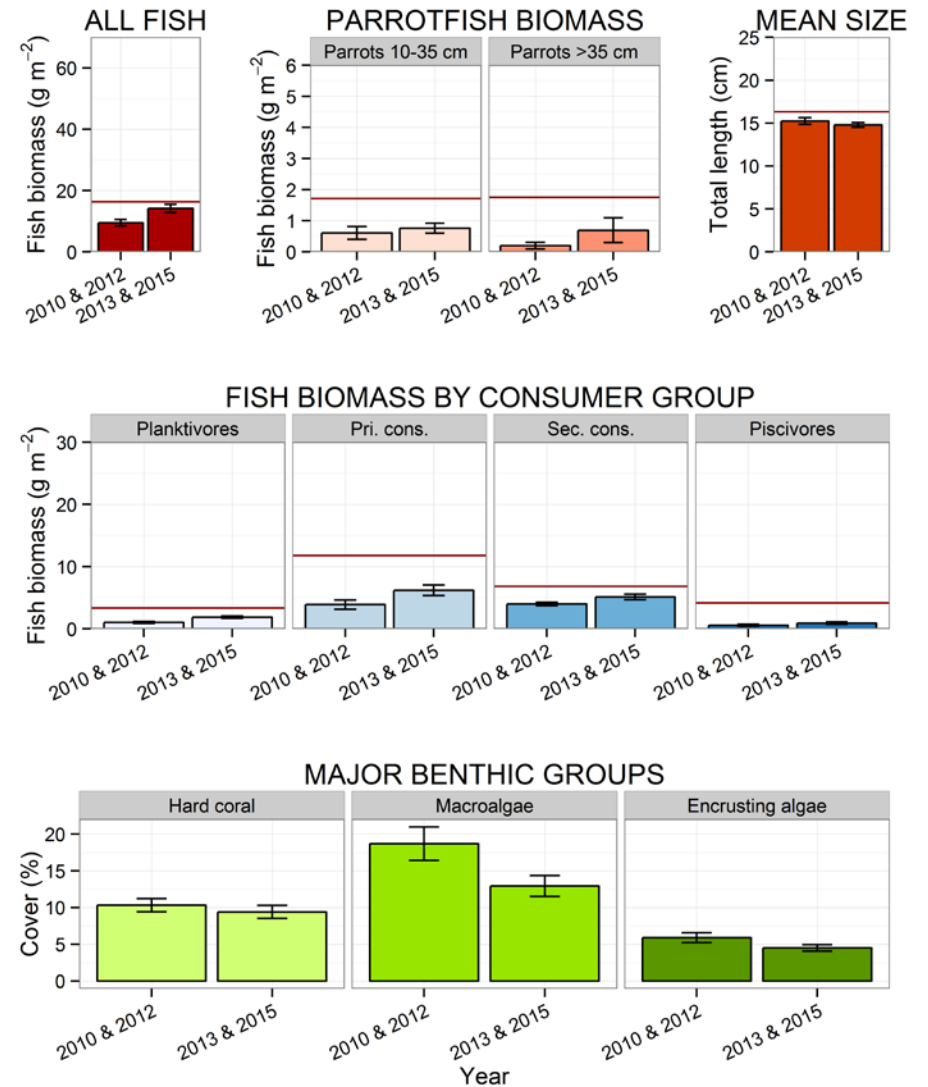 ALL FISH
Fish biomass (g m⁻²)
60
40
20
0
2010 & 2012
2013 & 2015
PARROTFISH BIOMASS
Parrots 10-35 cm
Parrots >35 cm
Fish biomass (g m⁻²)
6
5
4
3
2
1
0
2010 & 2012
2013 & 2015
2010 & 2012
2013 & 2015
MEAN SIZE
Total length (cm)
25
20
15
10
5
0
2010 & 2012
2013 & 2015
FISH BIOMASS BY CONSUMER GROUP
Planktivores
Pri. cons.
Sec. cons.
Piscivores
Fish biomass (g m⁻²)
30
20
10
0
2010 & 2012
2013 & 2015
2010 & 2012
2013 & 2015
2010 & 2012
2013 & 2015
2010 & 2012
2013 & 2015
MAJOR BENTHIC GROUPS
Hard coral
Macroalgae
Encrusting algae
Cover (%)
20
15
10
5
0
2010 & 2012
2013 & 2015
2010 & 2012
2013 & 2015
2010 & 2012
2013 & 2015
Year